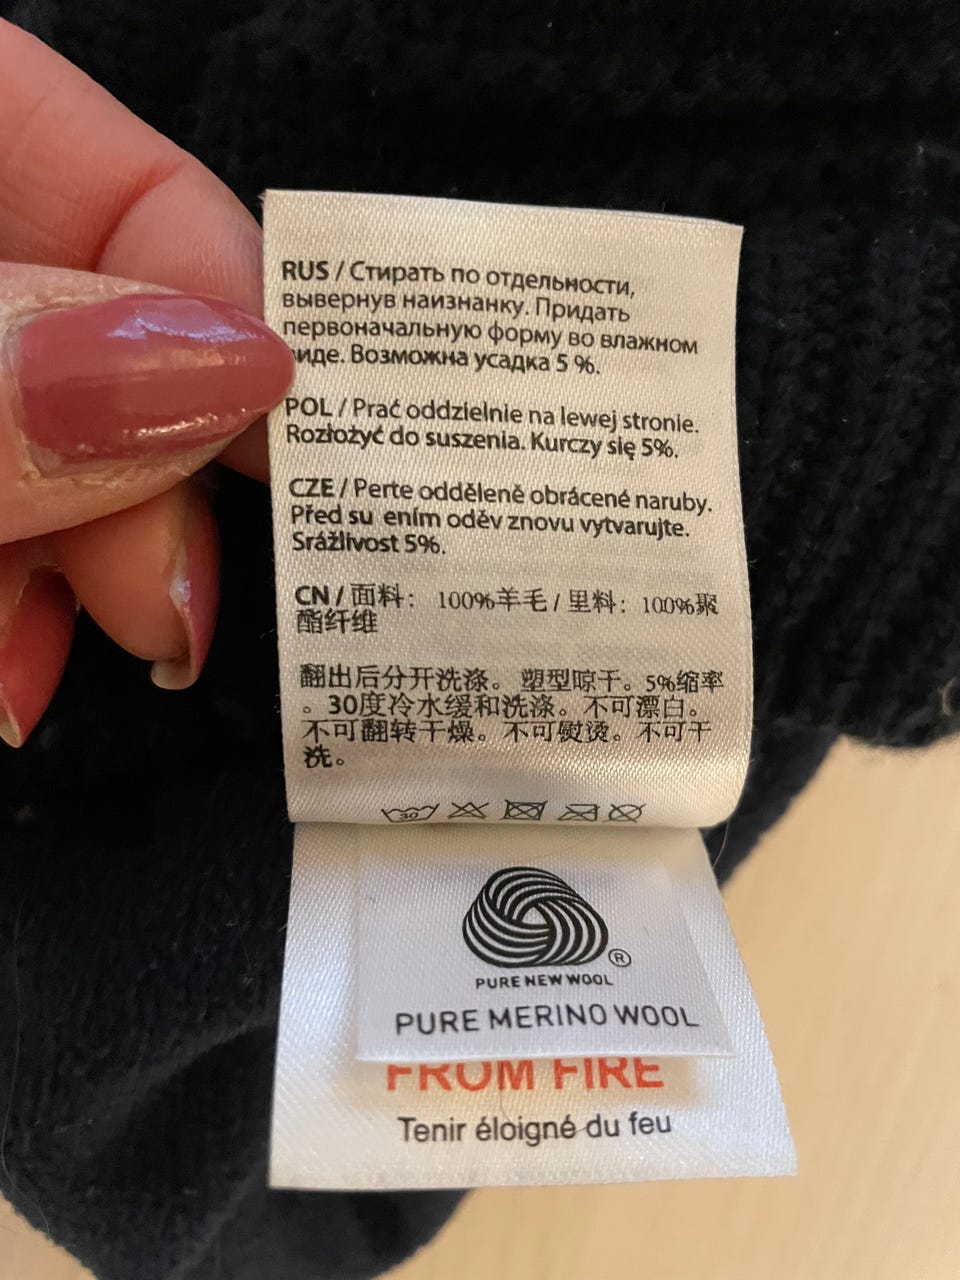 RUS / Стирать по отдельности,
вывернув наизнанку. Придать
первоначальную форму во влажном
иде. Возможна усадка 5 %.
POL / Prać oddzielnie na lewej stronie.
Rozłożyć do suszenia. Kurczy się 5%.
CZE / Perte odděleně obrácené naruby.
Před su ením oděv znovu vytvarujte.
Srážlivost 5%.
CN / 面料： 100%羊毛 / 里料：100%聚
酯纤维
翻出后分开洗涤。塑型晾干。5%缩率
。30度冷水缓和洗涤。不可漂白。
不可翻转干燥。不可熨烫。不可干
洗。
30
®
PURE NEW WOOL
PURE MERINO WOOL
FROM FIRE
Tenir éloigné du feu